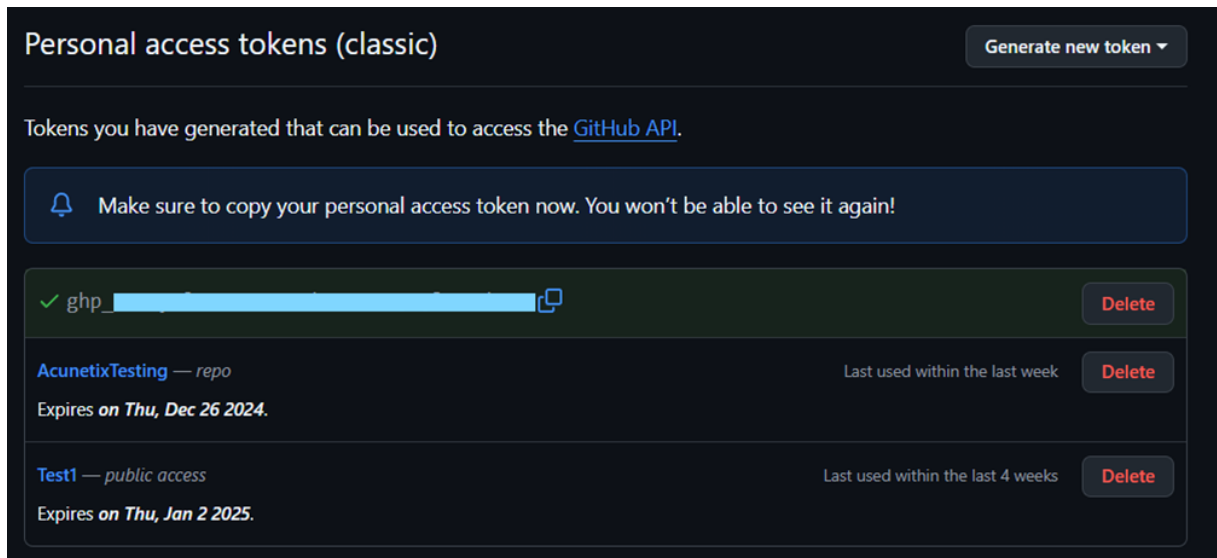 Personal access tokens (classic)
Generate new token
Tokens you have generated that can be used to access the GitHub API.
Make sure to copy your personal access token now. You won’t be able to see it again!
ghp_
Delete
AcunetixTesting — repo
Last used within the last week
Delete
Expires on Thu, Dec 26 2024.
Test1 — public access
Last used within the last 4 weeks
Delete
Expires on Thu, Jan 2 2025.